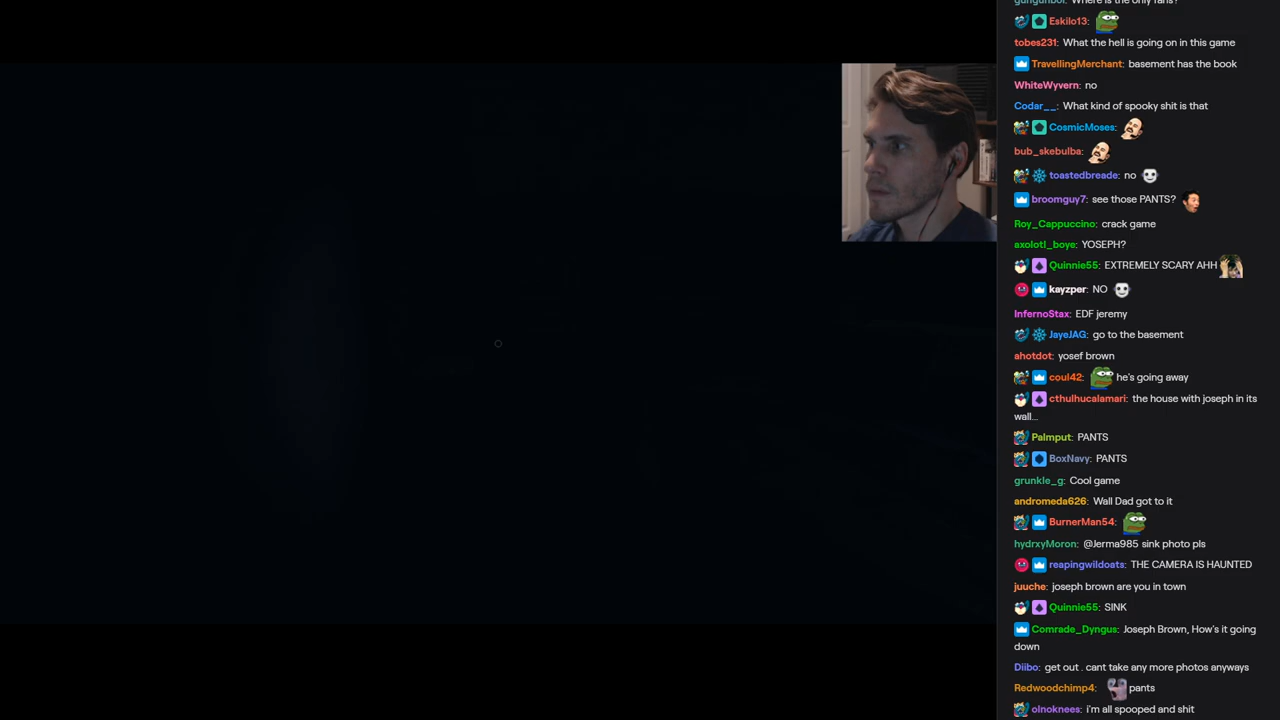 gungunboi: Where is the only fans?
Eskilo13:
tobes231: What the hell is going on in this game
TravellingMerchant: basement has the book
WhiteWyvern: no
Codar__: What kind of spooky shit is that
CosmicMoses:
bub_skebulba:
toastedbreade: no
broomguy7: see those PANTS?
Roy_Cappuccino: crack game
axolotl_boye: YOSEPH?
Quinnie55: EXTREMELY SCARY AHH
kayzper: NO
InfernoStax: EDF jeremy
JayeJAG: go to the basement
ahotdot: yosef brown
coul42: he's going away
cthulhucalamari: the house with joseph in its
wall...
Palmput: PANTS
BoxNavy: PANTS
grunkle_g: Cool game
andromeda626: Wall Dad got to it
BurnerMan54:
hydrxyMoron: @Jerma985 sink photo pls
reapingwildoats: THE CAMERA IS HAUNTED
juuche: joseph brown are you in town
Quinnie55: SINK
Comrade_Dyngus: Joseph Brown, How's it going
down
Diibo: get out . cant take any more photos anyways
Redwoodchimp4: pants
olnoknees: i'm all spooped and shit